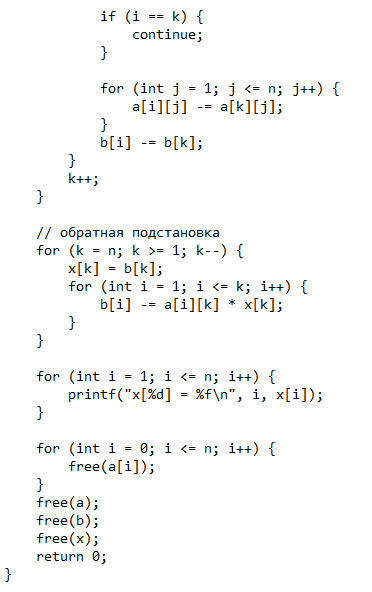 if (i == k) {
                continue;
            }

            for (int j = 1; j <= n; j++) {
                a[i][j] -= a[k][j];
            }
            b[i] -= b[k];
        }
        k++;
    }

    // обратная подстановка
    for (k = n; k >= 1; k--) {
        x[k] = b[k];
        for (int i = 1; i <= k; i++) {
            b[i] -= a[i][k] * x[k];
        }
    }

    for (int i = 1; i <= n; i++) {
        printf("x[%d] = %f\n", i, x[i]);
    }

    for (int i = 0; i <= n; i++) {
        free(a[i]);
    }
    free(a);
    free(b);
    free(x);
    return 0;
}